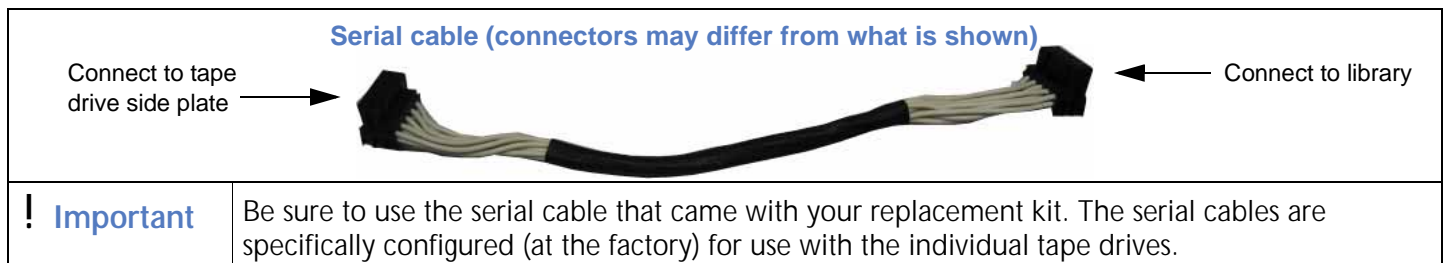 Serial cable (connectors may differ from what is shown)
Connect to tape
drive side plate
Connect to library
! Important
Be sure to use the serial cable that came with your replacement kit. The serial cables are
specifically configured (at the factory) for use with the individual tape drives.